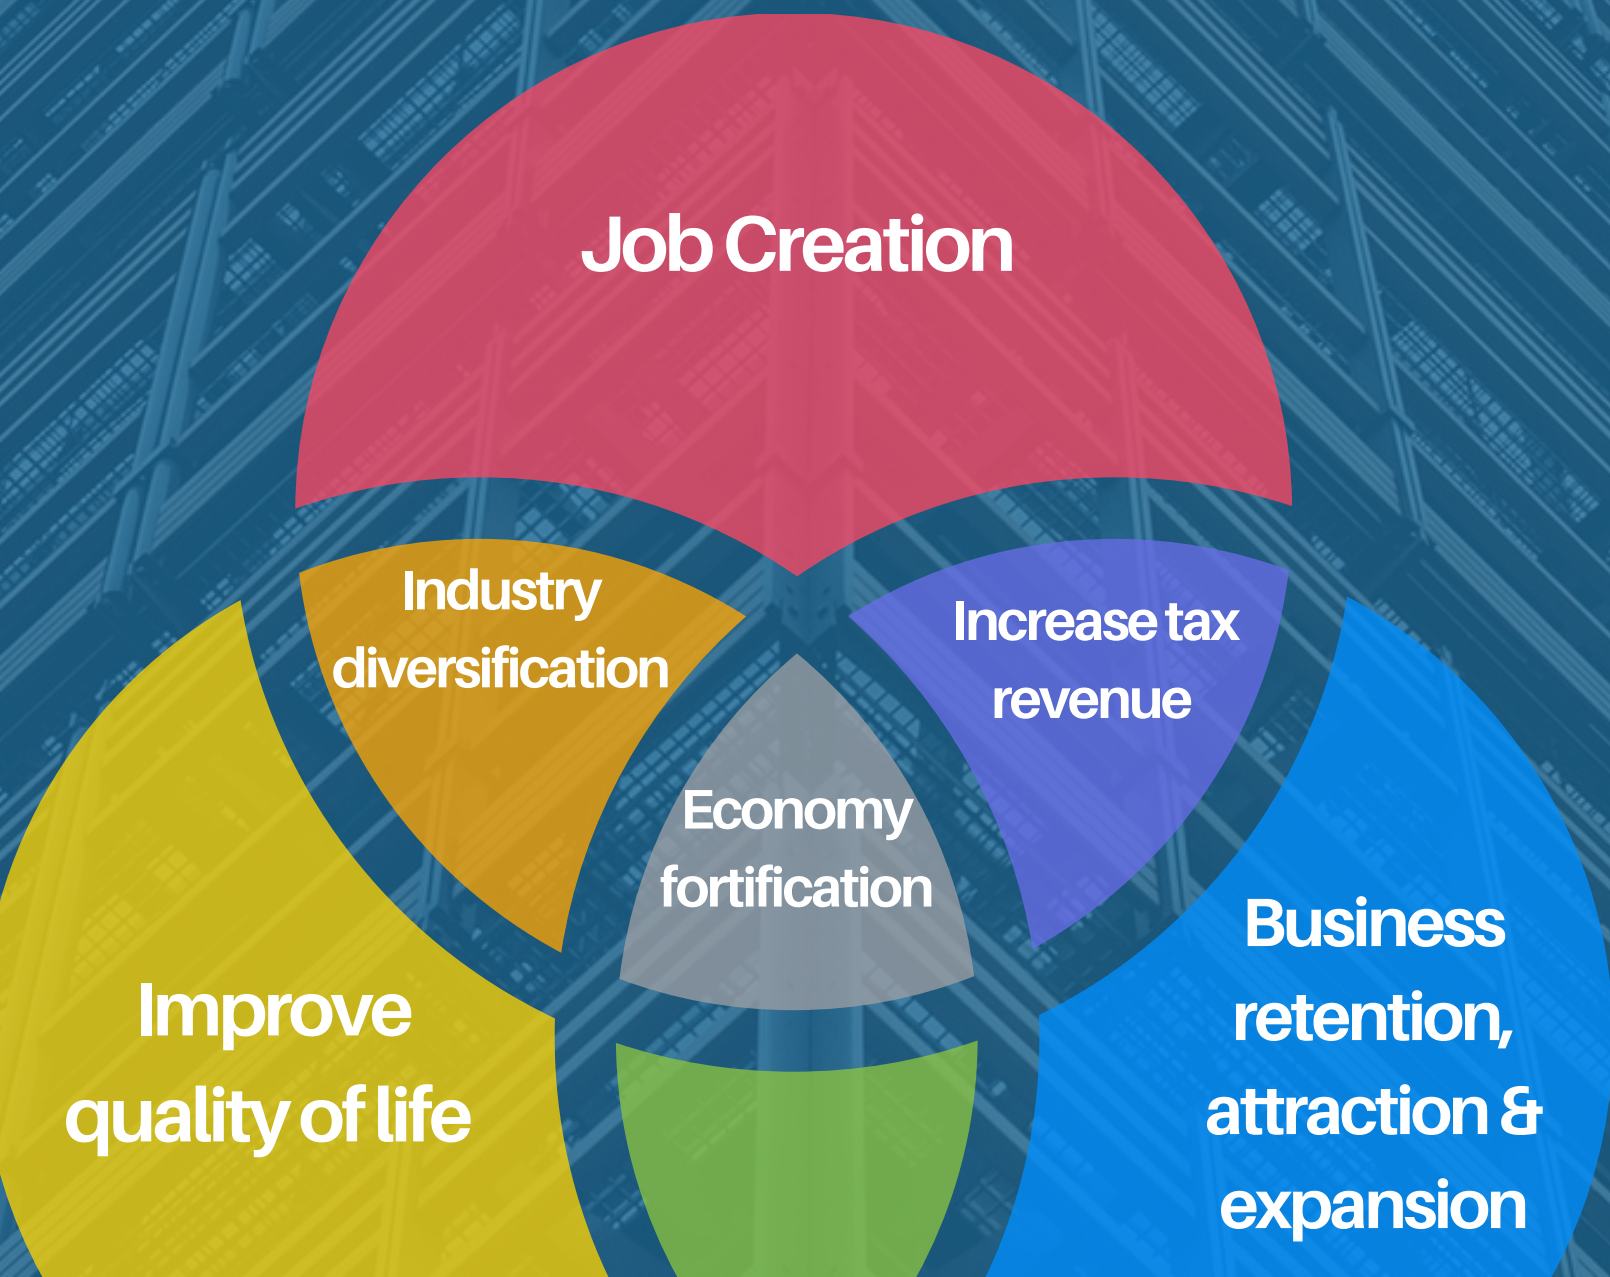 Job Creation
Industry
diversification
Increase tax
revenue
Economy
fortification
Improve
quality of life
Business
retention,
attraction &
expansion